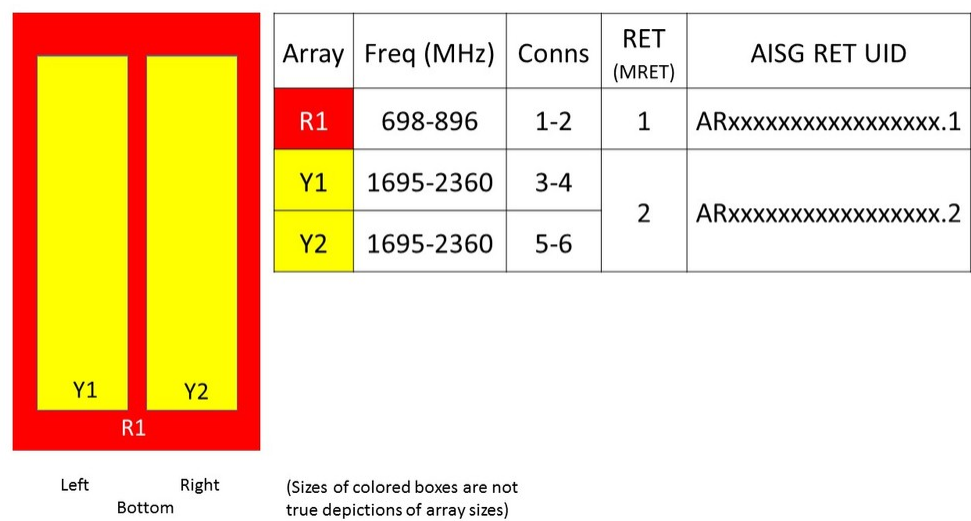 Array Freq (MHz) Conns RET (MRET) AISG RET UID
R1 698-896 1-2 1 ARxxxxxxxxxxxxxxxxx.1
Y1 1695-2360 3-4 2 ARxxxxxxxxxxxxxxxxx.2
Y2 1695-2360 5-6
Y1 Y2
R1
Left Right
Bottom
(Sizes of colored boxes are not
true depictions of array sizes)